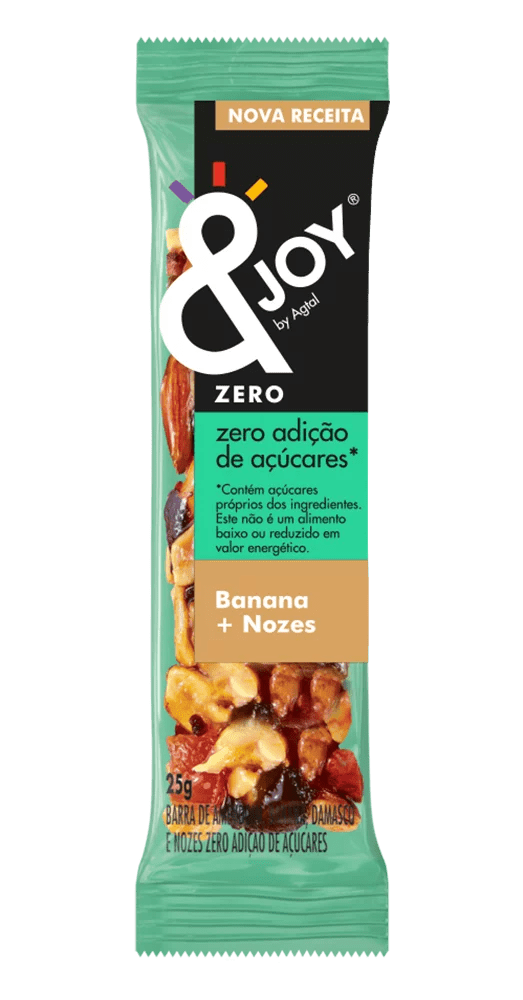 NOVA RECEITA
&JOY®
by Agtal
ZERO
zero adição
de açúcares*
*Contém açúcares
próprios dos ingredientes.
Este não é um alimento
baixo ou reduzido em
valor energético.
Banana
+ Nozes
25g
BARRA DE DAMASCO
E NOZES ZERO ADIÇÃO DE AÇÚCARES